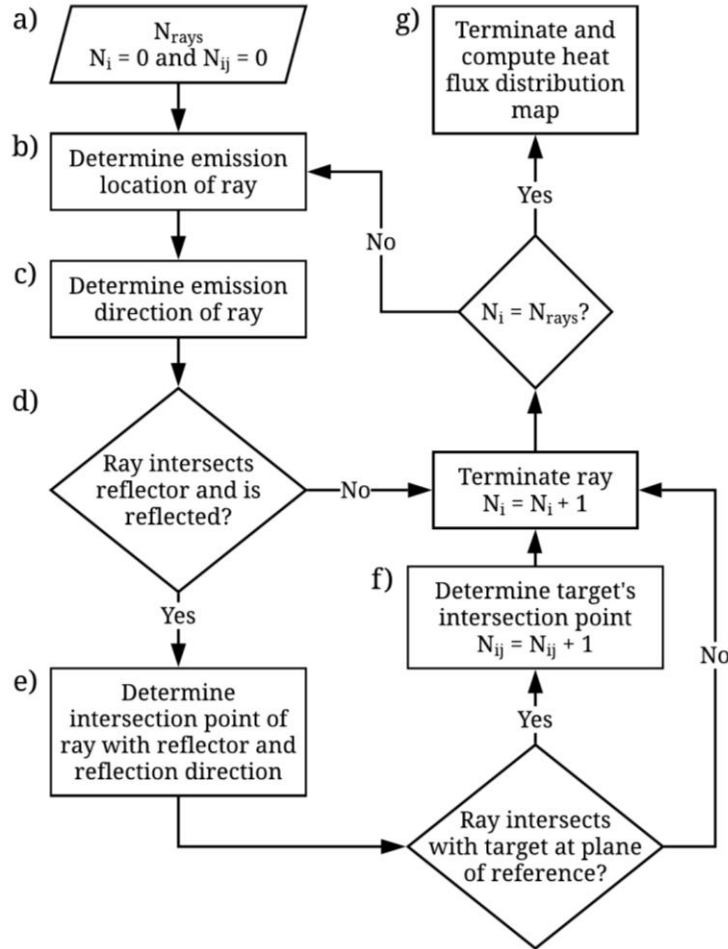 a)
N_rays
N_i = 0 and N_ij = 0
b)
Determine emission
location of ray
c)
Determine emission
direction of ray
d)
Ray intersects
reflector and is
reflected?
No
Yes
e)
Determine
intersection point of
ray with reflector and
reflection direction
Ray intersects
with target at plane
of reference?
Yes
No
f)
Determine target's
intersection point
N_ij = N_ij + 1
Terminate ray
N_i = N_i + 1
N_i = N_rays?
No
Yes
g)
Terminate and
compute heat
flux distribution
map